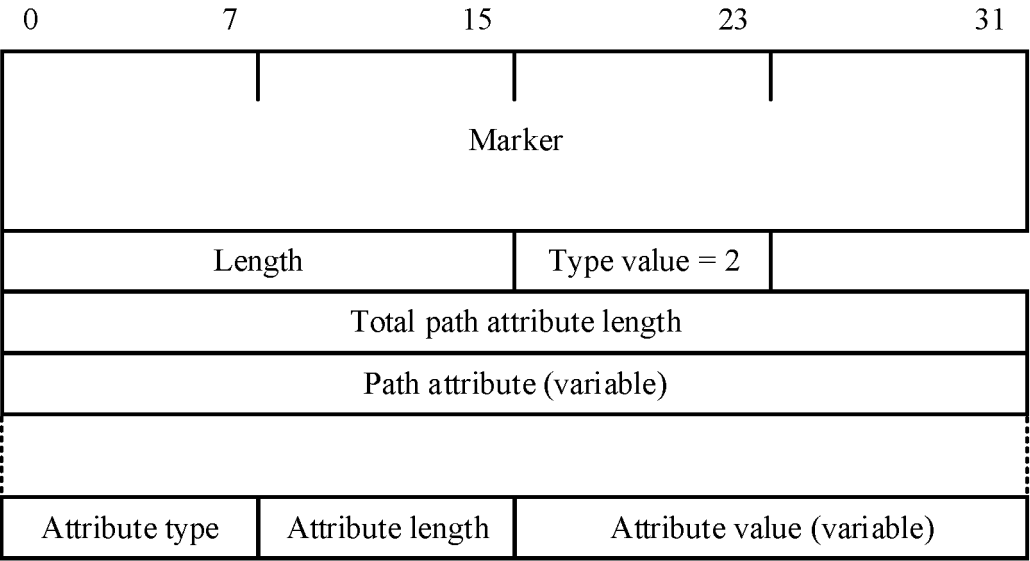 0 7 15 23 31
Marker
Length Type value = 2
Total path attribute length
Path attribute (variable)
Attribute type Attribute length Attribute value (variable)